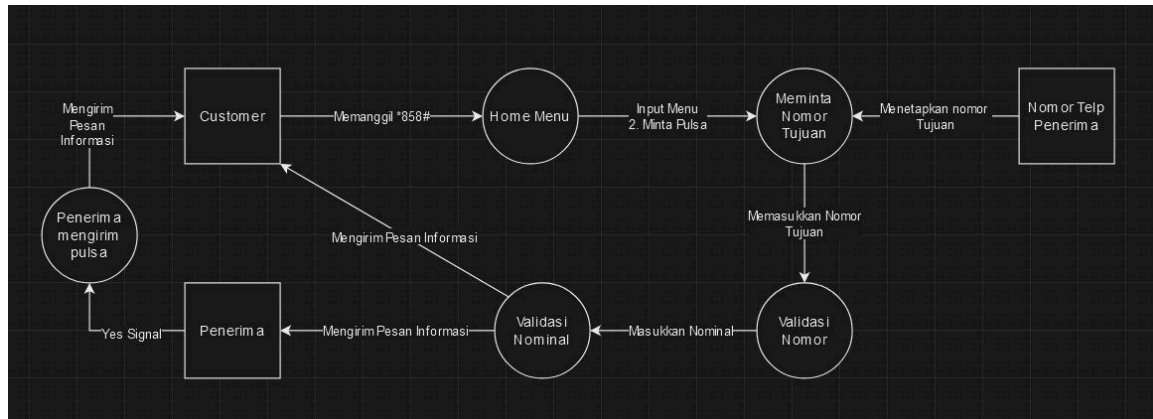 Mengirim
Pesan
Informasi
Customer
Memanggil *858#
Home Menu
Input Menu
2. Minta Pulsa
Meminta
Nomor
Tujuan
Menetapkan nomor
Tujuan
Nomor Telp
Penerima
Penerima
mengirim
pulsa
Mengirim Pesan Informasi
Memasukkan Nomor
Tujuan
Yes Signal
Penerima
Mengirim Pesan Informasi
Validasi
Nominal
Masukkan Nominal
Validasi
Nomor